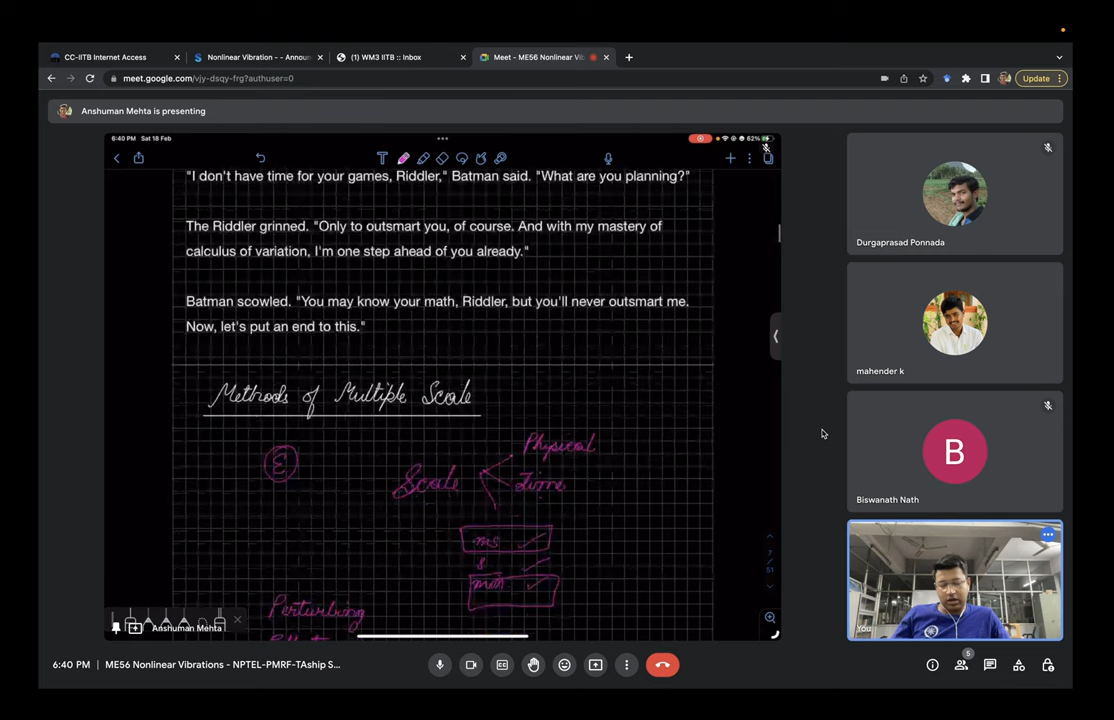 CC-IITB Internet Access
Nonlinear Vibration - - Announ
(1) WM3 IITB :: Inbox
Meet - ME56 Nonlinear Vib
meet.google.com/vjy-dsqy-frg?authuser=0
Update
Anshuman Mehta is presenting
6:40 PM Sat 18 Feb
62%
"I don't have time for your games, Riddler," Batman said. "What are you planning?"
The Riddler grinned. "Only to outsmart you, of course. And with my mastery of
calculus of variation, I'm one step ahead of you already."
Batman scowled. "You may know your math, Riddler, but you'll never outsmart me.
Now, let's put an end to this."
Methods of Multiple Scale
Physical
Scale
Time
ms
s
Perturbing
7
/
51
Anshuman Mehta
Durgaprasad Ponnada
mahender k
B
Biswanath Nath
You
6:40 PM | ME56 Nonlinear Vibrations - NPTEL-PMRF-TAship S...
5